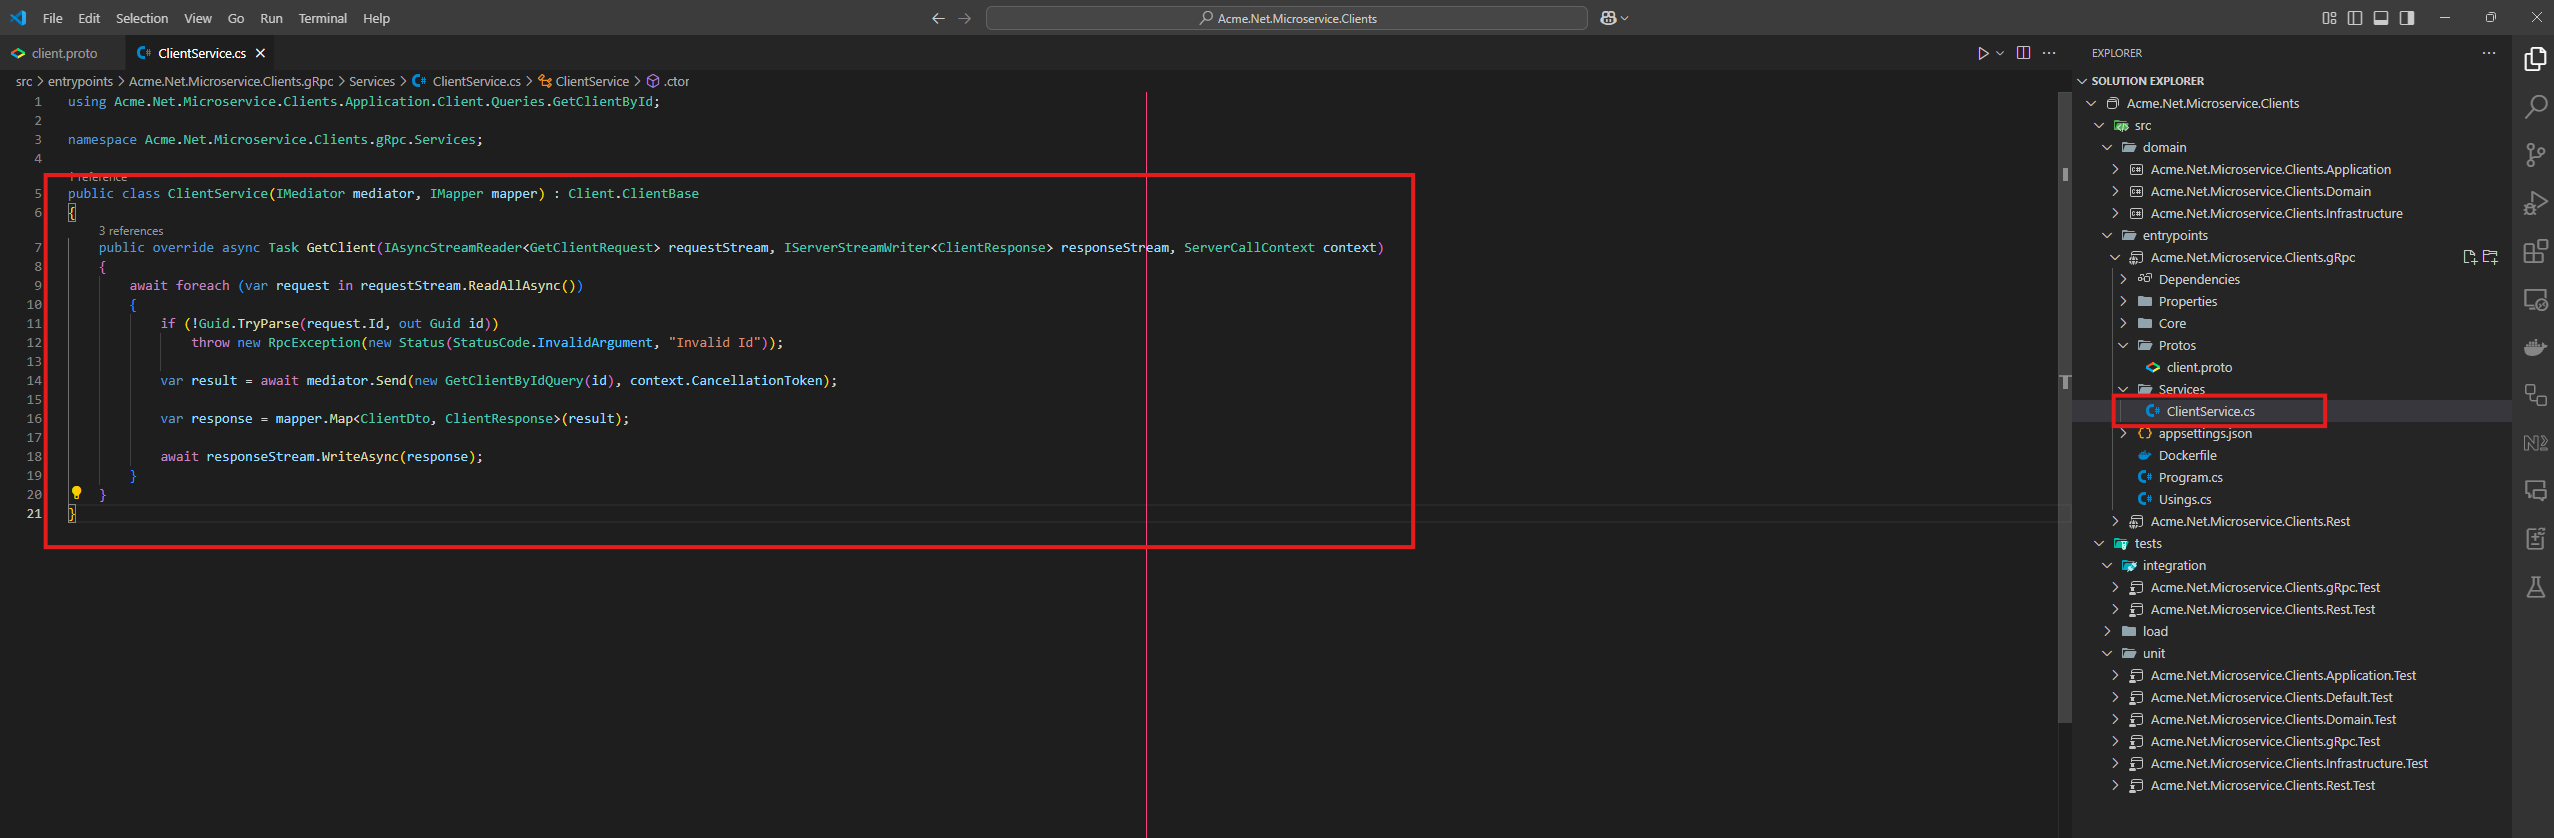 File Edit Selection View Go Run Terminal Help
Acme.Net.Microservice.Clients
client.proto ClientService.cs
src > entrypoints > Acme.Net.Microservice.Clients.gRpc > Services > ClientService.cs > ClientService > .ctor
1 using Acme.Net.Microservice.Clients.Application.Client.Queries.GetClientById;
2
3 namespace Acme.Net.Microservice.Clients.gRpc.Services;
4
1 reference
5 public class ClientService(IMediator mediator, IMapper mapper) : Client.ClientBase
6 {
3 references
7 public override async Task GetClient(IAsyncStreamReader<GetClientRequest> requestStream, IServerStreamWriter<ClientResponse> responseStream, ServerCallContext context)
8 {
9 await foreach (var request in requestStream.ReadAllAsync())
10 {
11 if (!Guid.TryParse(request.Id, out Guid id))
12 throw new RpcException(new Status(StatusCode.InvalidArgument, "Invalid Id"));
13
14 var result = await mediator.Send(new GetClientByIdQuery(id), context.CancellationToken);
15
16 var response = mapper.Map<ClientDto, ClientResponse>(result);
17
18 await responseStream.WriteAsync(response);
19 }
20 }
21 }
EXPLORER
SOLUTION EXPLORER
Acme.Net.Microservice.Clients
src
domain
Acme.Net.Microservice.Clients.Application
Acme.Net.Microservice.Clients.Domain
Acme.Net.Microservice.Clients.Infrastructure
entrypoints
Acme.Net.Microservice.Clients.gRpc
Dependencies
Properties
Core
Protos
client.proto
Services
ClientService.cs
appsettings.json
Dockerfile
Program.cs
Usings.cs
Acme.Net.Microservice.Clients.Rest
tests
integration
Acme.Net.Microservice.Clients.gRpc.Test
Acme.Net.Microservice.Clients.Rest.Test
load
unit
Acme.Net.Microservice.Clients.Application.Test
Acme.Net.Microservice.Clients.Default.Test
Acme.Net.Microservice.Clients.Domain.Test
Acme.Net.Microservice.Clients.gRpc.Test
Acme.Net.Microservice.Clients.Infrastructure.Test
Acme.Net.Microservice.Clients.Rest.Test